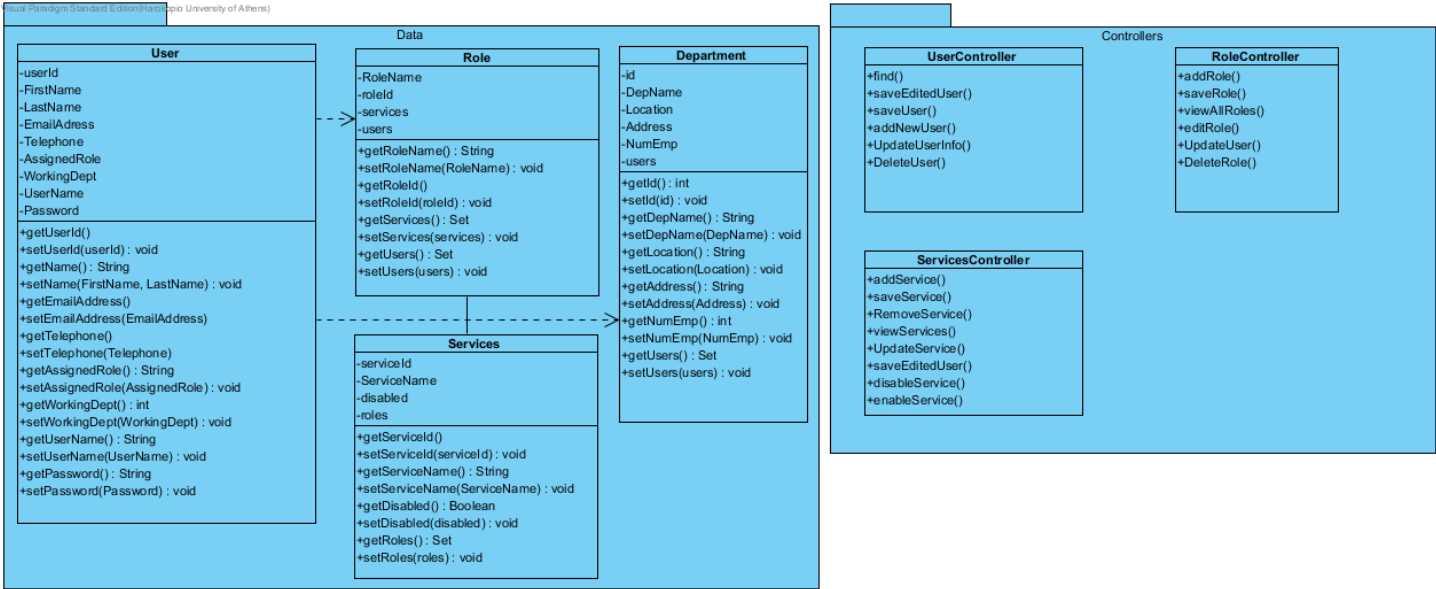 Visual Paradigm Standard Edition(Harokopio University of Athens)
Data
User
-userId
-FirstName
-LastName
-EmailAdress
-Telephone
-AssignedRole
-WorkingDept
-UserName
-Password
+getUserId()
+setUserId(userId) : void
+getName() : String
+setName(FirstName, LastName) : void
+getEmailAddress()
+setEmailAddress(EmailAddress)
+getTelephone()
+setTelephone(Telephone)
+getAssignedRole() : String
+setAssignedRole(AssignedRole) : void
+getWorkingDept() : int
+setWorkingDept(WorkingDept) : void
+getUserName() : String
+setUserName(UserName) : void
+getPassword() : String
+setPassword(Password) : void
Role
-RoleName
-roleId
-services
-users
+getRoleName() : String
+setRoleName(RoleName) : void
+getRoleId()
+setRoleId(roleId) : void
+getServices() : Set
+setServices(services) : void
+getUsers() : Set
+setUsers(users) : void
Services
-serviceId
-ServiceName
-disabled
-roles
+getServiceId()
+setServiceId(serviceId) : void
+getServiceName() : String
+setServiceName(ServiceName) : void
+getDisabled() : Boolean
+setDisabled(disabled) : void
+getRoles() : Set
+setRoles(roles) : void
Department
-id
-DepName
-Location
-Address
-NumEmp
-users
+getId() : int
+setId(id) : void
+getDepName() : String
+setDepName(DepName) : void
+getLocation() : String
+setLocation(Location) : void
+getAddress() : String
+setAddress(Address) : void
+getNumEmp() : int
+setNumEmp(NumEmp) : void
+getUsers() : Set
+setUsers(users) : void
Controllers
UserController
+find()
+saveEditedUser()
+saveUser()
+addNewUser()
+UpdateUserInfo()
+DeleteUser()
RoleController
+addRole()
+saveRole()
+viewAllRoles()
+editRole()
+UpdateUser()
+DeleteRole()
ServicesController
+addService()
+saveService()
+RemoveService()
+viewServices()
+UpdateService()
+saveEditedUser()
+disableService()
+enableService()